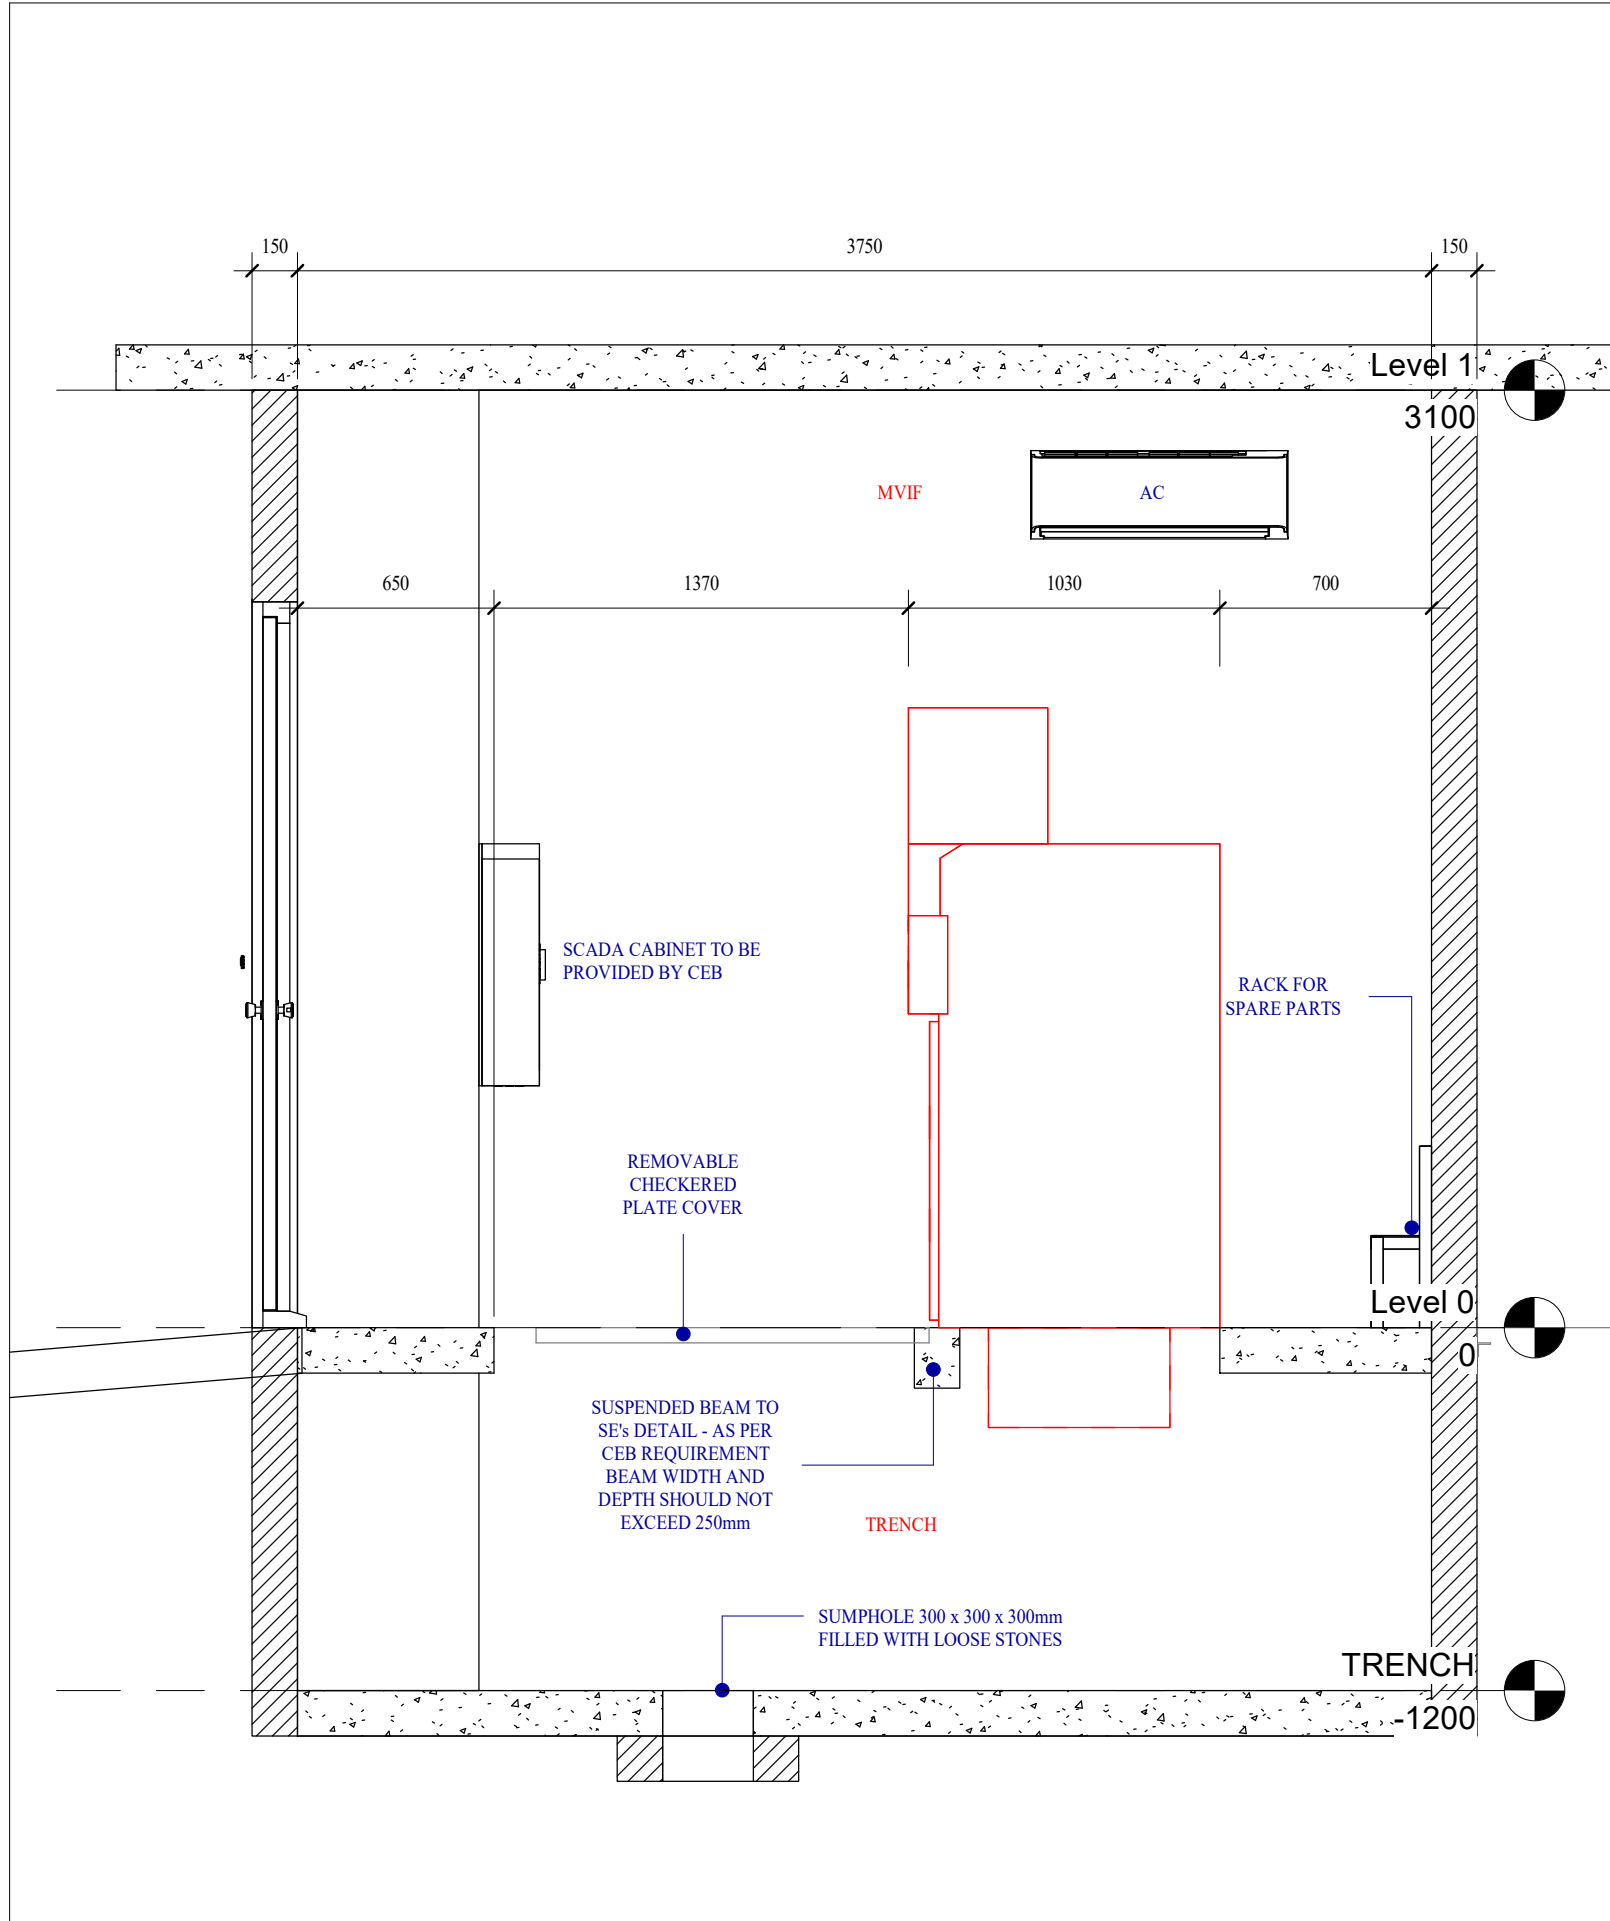 150
3750
150
Level 1
3100
MVIF
AC
650
1370
1030
700
SCADA CABINET TO BE
PROVIDED BY CEB
RACK FOR
SPARE PARTS
REMOVABLE
CHECKERED
PLATE COVER
Level 0
0
SUSPENDED BEAM TO
SE's DETAIL - AS PER
CEB REQUIREMENT
BEAM WIDTH AND
DEPTH SHOULD NOT
EXCEED 250mm
TRENCH
SUMPHOLE 300 x 300 x 300mm
FILLED WITH LOOSE STONES
TRENCH
-1200